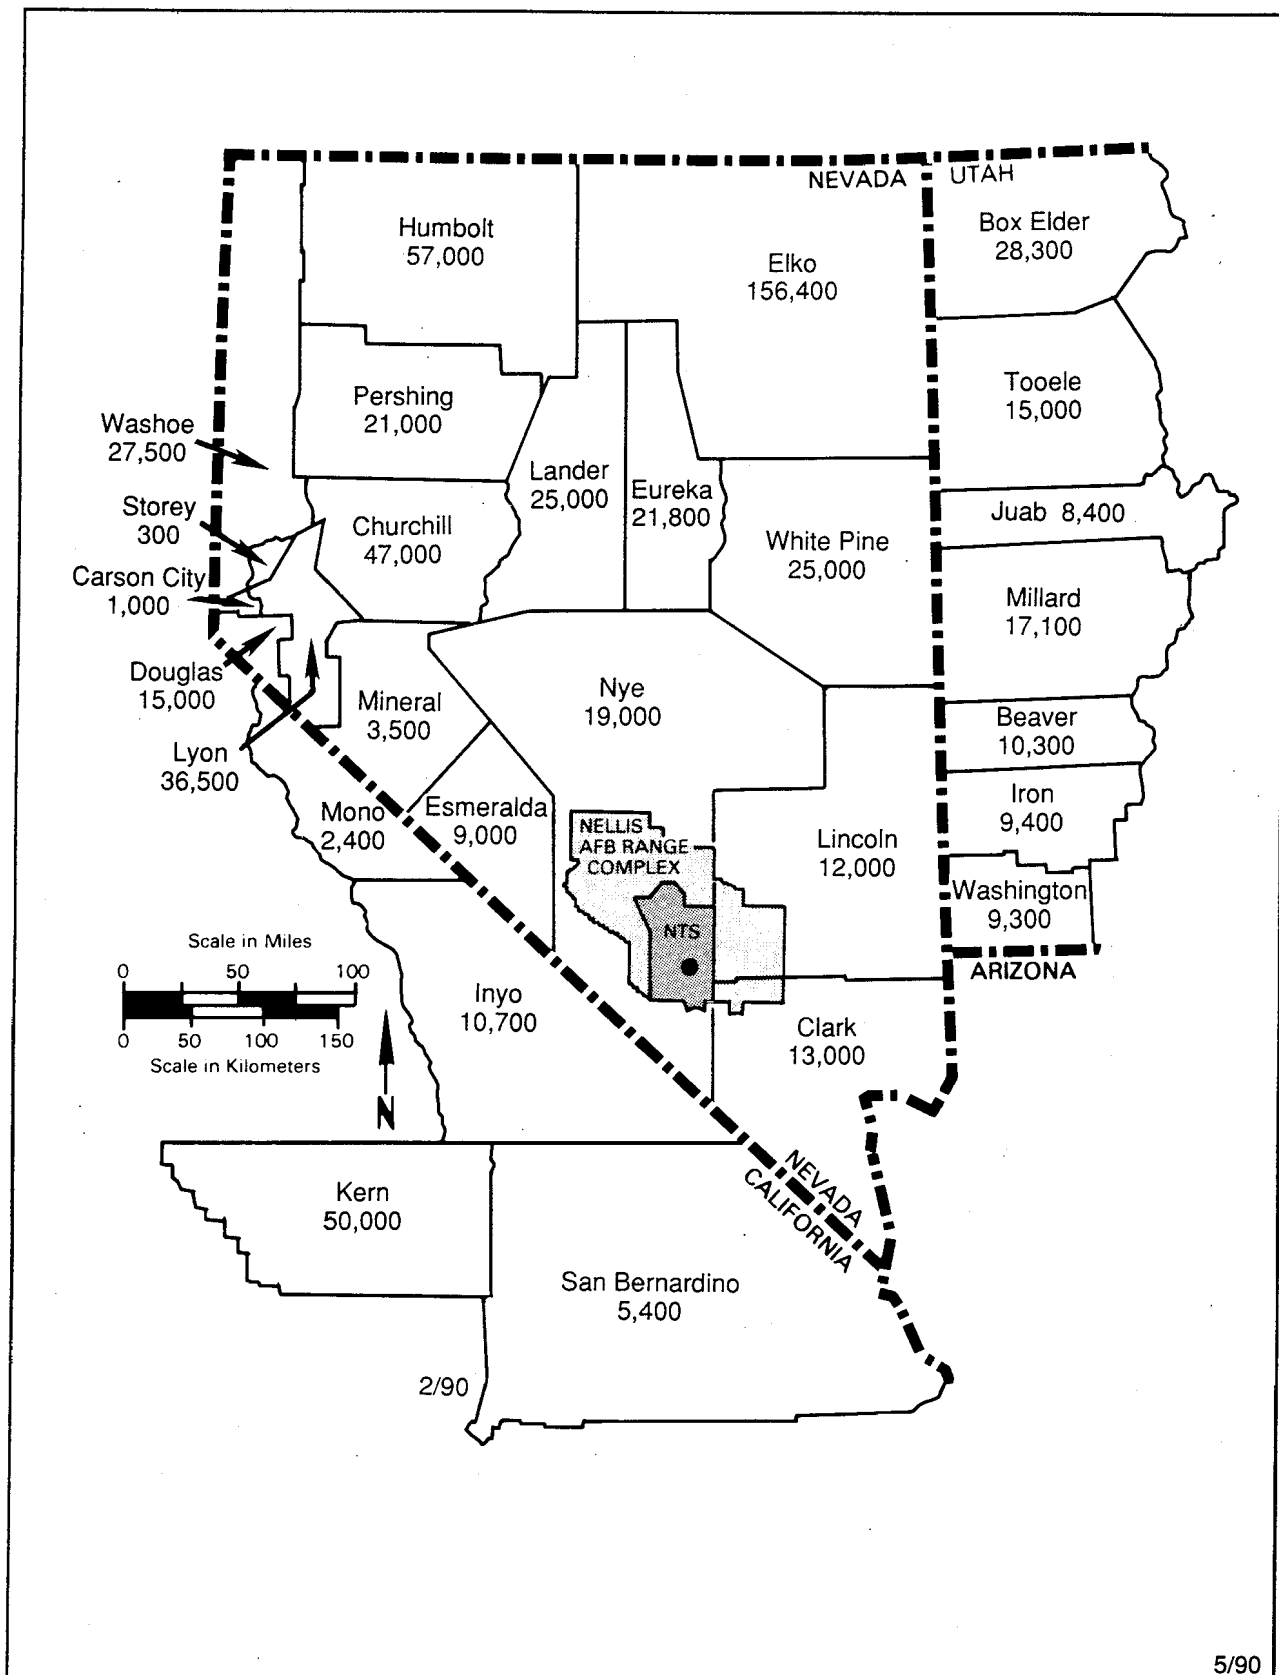 NEVADA
UTAH
Humbolt
57,000
Elko
156,400
Box Elder
28,300
Pershing
21,000
Tooele
15,000
Washoe
27,500
Lander
25,000
Eureka
21,800
Storey
300
Churchill
47,000
White Pine
25,000
Juab 8,400
Carson City
1,000
Millard
17,100
Douglas
15,000
Mineral
3,500
Nye
19,000
Beaver
10,300
Lyon
36,500
Mono
2,400
Esmeralda
9,000
NELLIS
AFB RANGE
COMPLEX
Lincoln
12,000
Iron
9,400
Washington
9,300
NTS
ARIZONA
Scale in Miles
0 50 100
0 50 100 150
Scale in Kilometers
N
Inyo
10,700
Clark
13,000
NEVADA
CALIFORNIA
Kern
50,000
San Bernardino
5,400
2/90
5/90